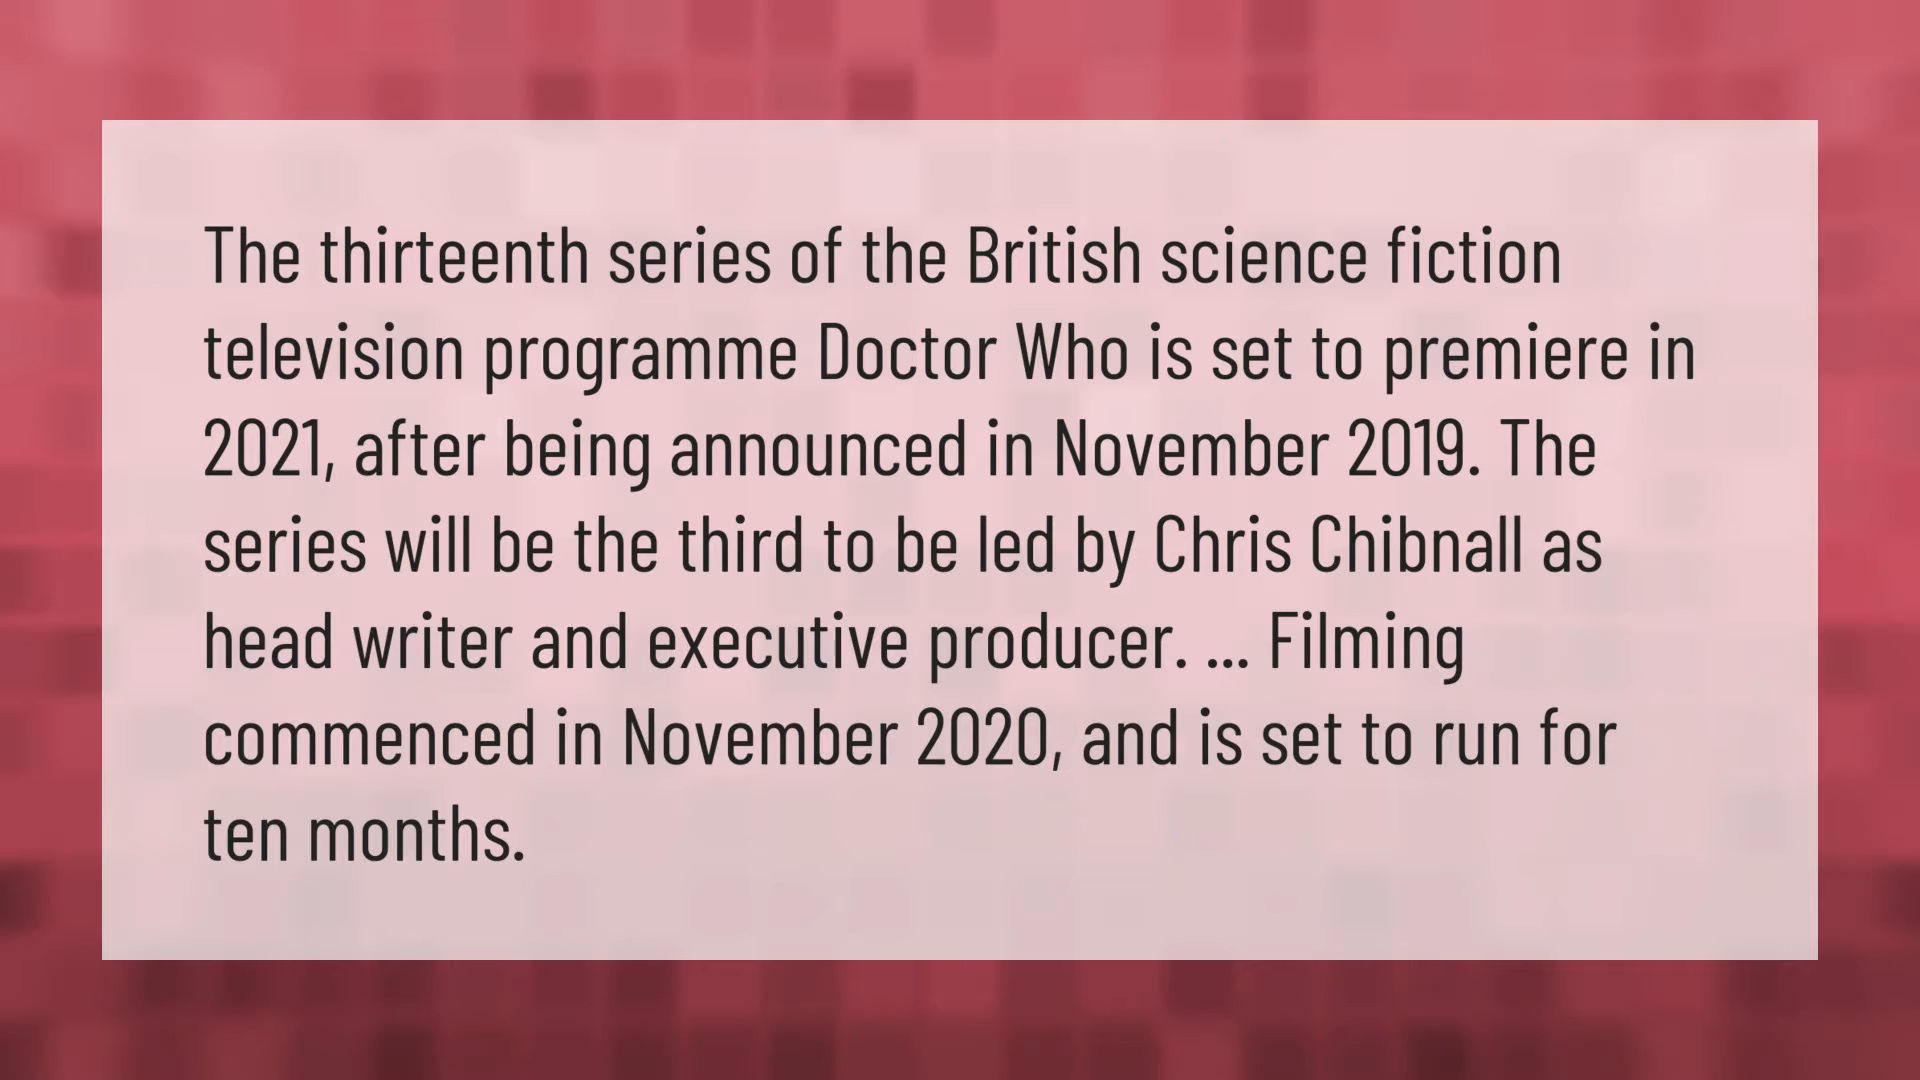 The thirteenth series of the British science fiction
television programme Doctor Who is set to premiere in
2021, after being announced in November 2019. The
series will be the third to be led by Chris Chibnall as
head writer and executive producer. ... Filming
commenced in November 2020, and is set to run for
ten months.